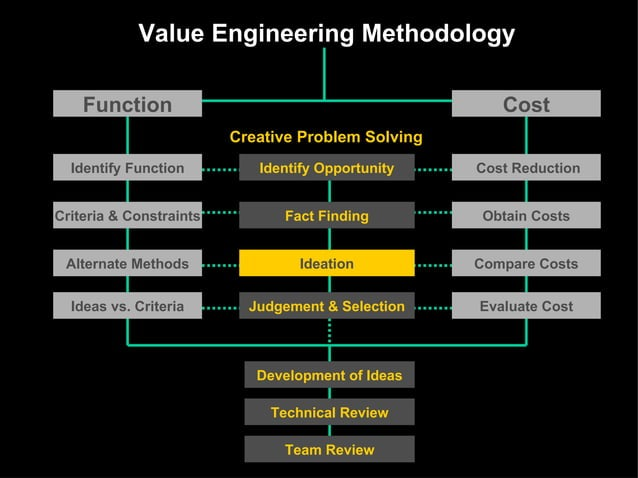 Value Engineering Methodology
Function
Cost
Creative Problem Solving
Identify Function
Identify Opportunity
Cost Reduction
Criteria & Constraints
Fact Finding
Obtain Costs
Alternate Methods
Ideation
Compare Costs
Ideas vs. Criteria
Judgement & Selection
Evaluate Cost
Development of Ideas
Technical Review
Team Review